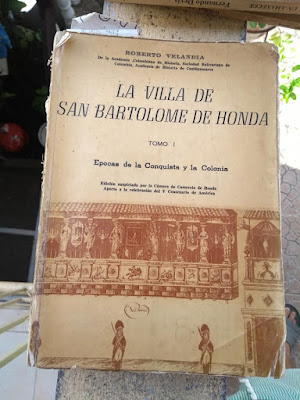 ROBERTO VELANDIA
De la Academia Colombiana de Historia, Sociedad Bolivariana de
Colombia, Academia de Historia de Cundinamarca
LA VILLA DE
SAN BARTOLOME DE HONDA
TOMO I
Epocas de la Conquista y la Colonia
Edición auspiciada por la Cámara de Comercio de Honda
Aporte a la celebración del V Centenario de América